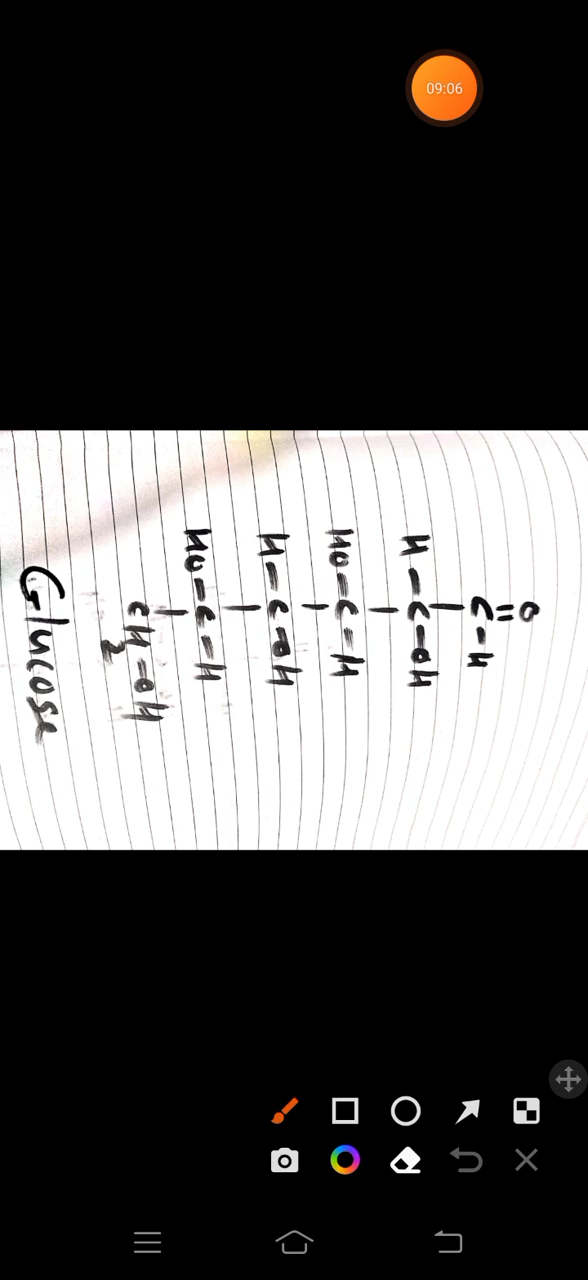 09:06
O
||
C-H
|
H-C-OH
|
HO-C-H
|
H-C-OH
|
HO-C-H
|
CH2-OH
Glucose